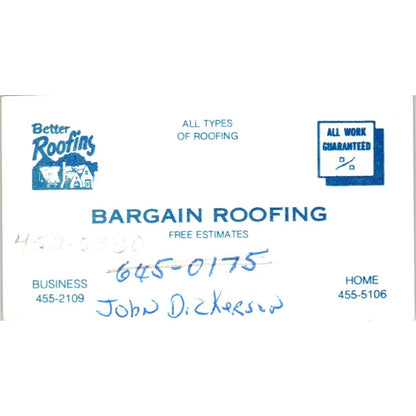 Better
Roofing
ALL TYPES
OF ROOFING
ALL WORK
GUARANTEED
BARGAIN ROOFING
FREE ESTIMATES
645-0175
BUSINESS
455-2109
John Dickerson
HOME
455-5106